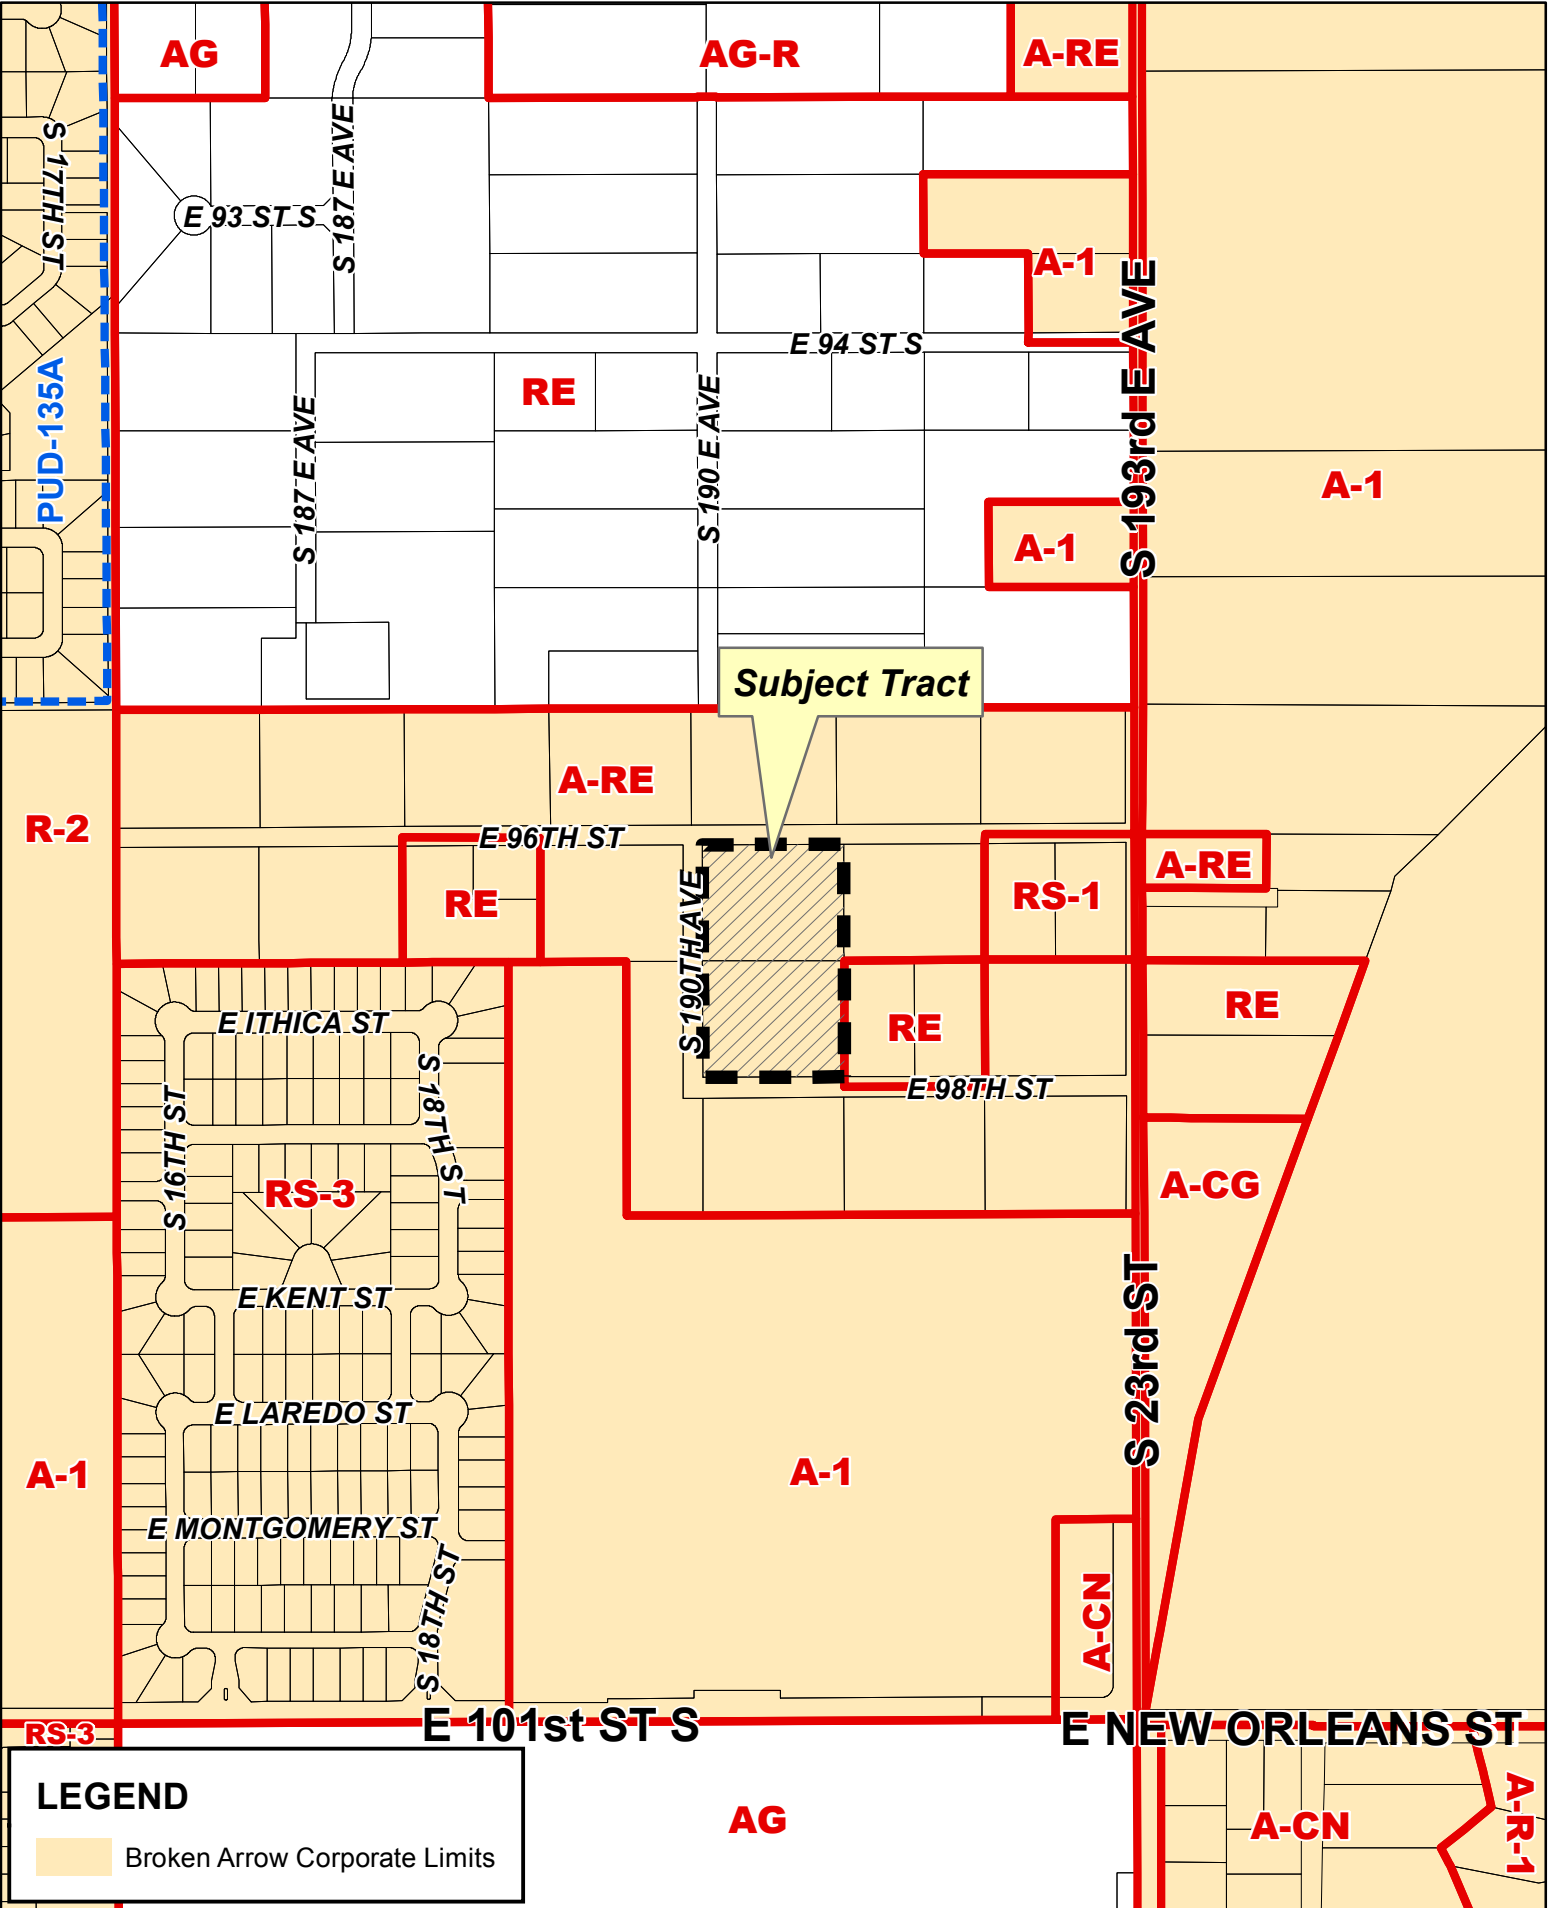 AG
AG-R
A-RE
S 17TH ST
S 187 E AVE
E 93 ST S
A-1
S 193rd E AVE
E 94 ST S
PUD-135A
RE
S 187 E AVE
S 190 E AVE
A-1
A-1
Subject Tract
A-RE
R-2
E 96TH ST
A-RE
RE
RS-1
S 190TH AVE
RE
RE
E ITHICA ST
S 18TH ST
E 98TH ST
S 16TH ST
RS-3
A-CG
E KENT ST
S 23rd ST
E LAREDO ST
A-1
A-1
E MONTGOMERY ST
S 18TH ST
A-CN
RS-3
E 101st ST S
E NEW ORLEANS ST
LEGEND
Broken Arrow Corporate Limits
AG
A-CN
A-R-1